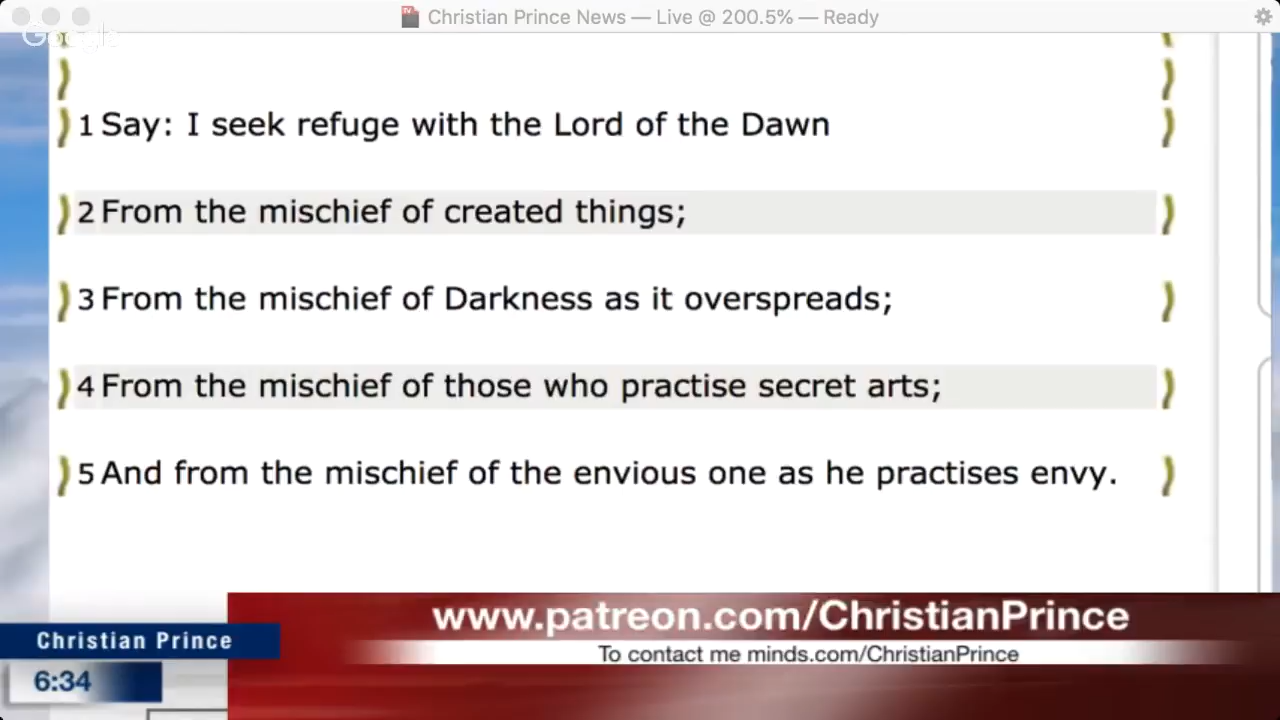 Christian Prince News — Live @ 200.5% — Ready
Google
1 Say: I seek refuge with the Lord of the Dawn
2 From the mischief of created things;
3 From the mischief of Darkness as it overspreads;
4 From the mischief of those who practise secret arts;
5 And from the mischief of the envious one as he practises envy.
www.patreon.com/ChristianPrince
Christian Prince
To contact me minds.com/ChristianPrince
6:34